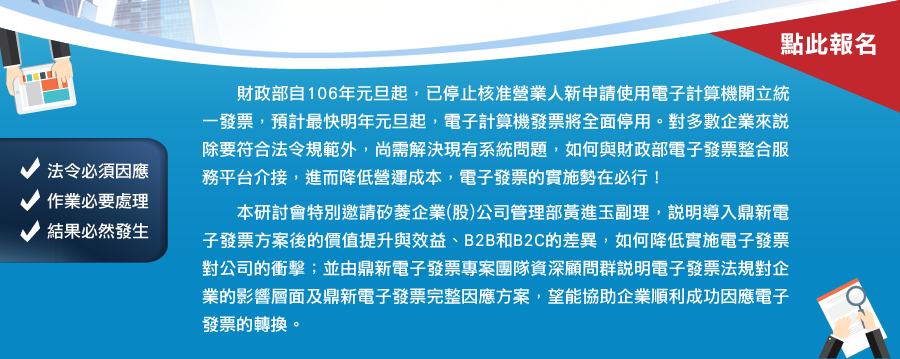 點此報名
財政部自106年元旦起，已停止核准營業人新申請使用電子計算機開立統
一發票，預計最快明年元旦起，電子計算機發票將全面停用。對多數企業來説
除要符合法令規範外，尚需解決現有系統問題，如何與財政部電子發票整合服
務平台介接，進而降低營運成本，電子發票的實施勢在必行！
法令必須因應
作業必要處理
結果必然發生
本研討會特別邀請矽菱企業(股)公司管理部黃進玉副理，説明導入鼎新電
子發票方案後的價值提升與效益、B2B和B2C的差異，如何降低實施電子發票
對公司的衝擊；並由鼎新電子發票專案團隊資深顧問群説明電子發票法規對企
業的影響層面及鼎新電子發票完整因應方案，望能協助企業順利成功因應電子
發票的轉換。